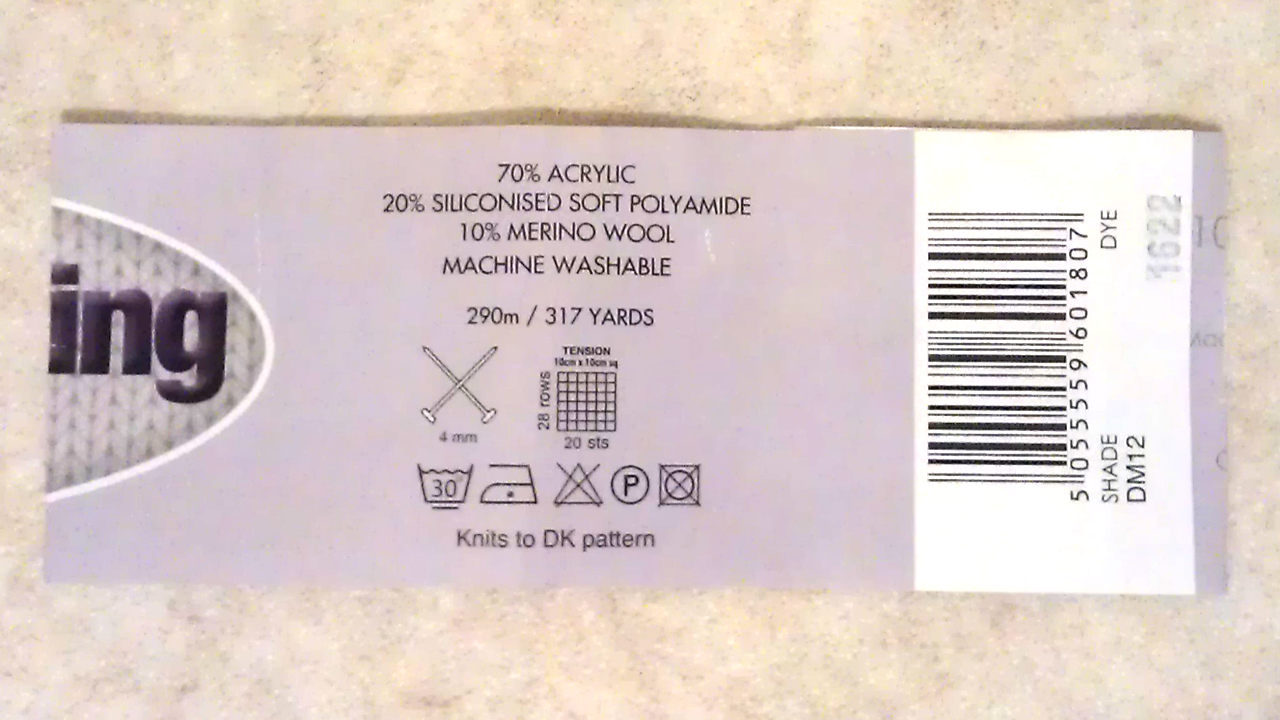 ing
70% ACRYLIC
20% SILICONISED SOFT POLYAMIDE
10% MERINO WOOL
MACHINE WASHABLE
290m / 317 YARDS
TENSION
10cm x 10cm sq
28 rows
4 mm
20 sts
30
P
Knits to DK pattern
5 055559 601807
SHADE
DM12
DYE
1622
10